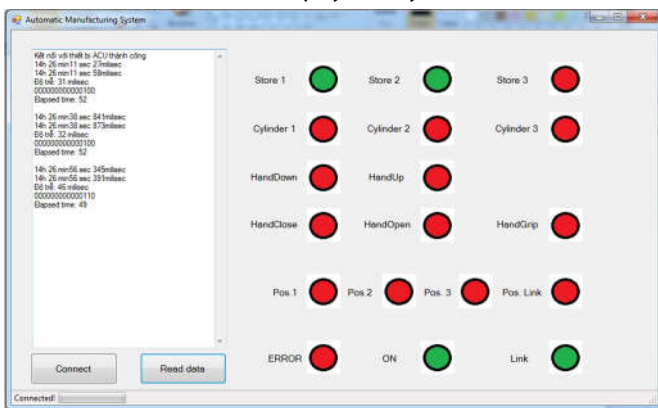 Automatic Manufacturing System
Kết nối với thiết bị ACU thành công
14h 26 min11 sec 27milisec
14h 26 min11 sec 58milisec
Độ trễ: 31 milisec
000000000000100
Elapsed time: 52
14h 26 min38 sec 841milisec
14h 26 min38 sec 873milisec
Độ trễ: 32 milisec
000000000000100
Elapsed time: 52
14h 26 min56 sec 345milisec
14h 26 min56 sec 391milisec
Độ trễ: 46 milisec
000000000000110
Elapsed time: 49
Store 1 Store 2 Store 3
Cylinder 1 Cylinder 2 Cylinder 3
HandDown HandUp
HandClose HandOpen HandGrip
Pos.1 Pos.2 Pos. 3 Pos. Link
ERROR ON Link
Connect Read data
Connected!